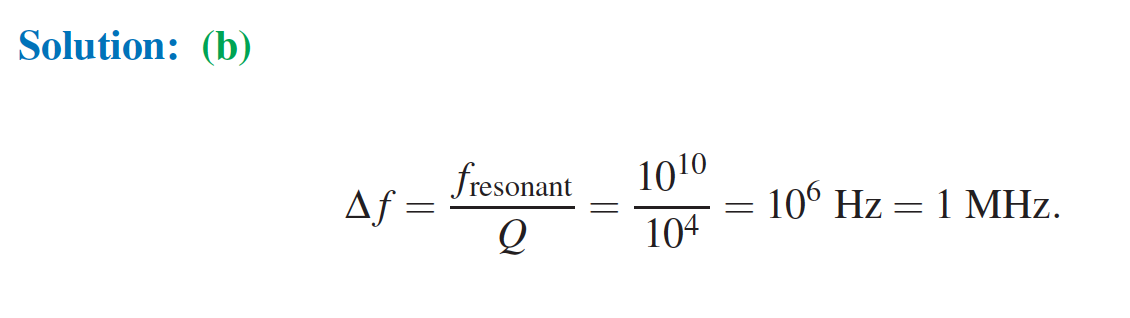 Solution: (b)
Δf = f_resonant / Q = 10^10 / 10^4 = 10^6 Hz = 1 MHz.